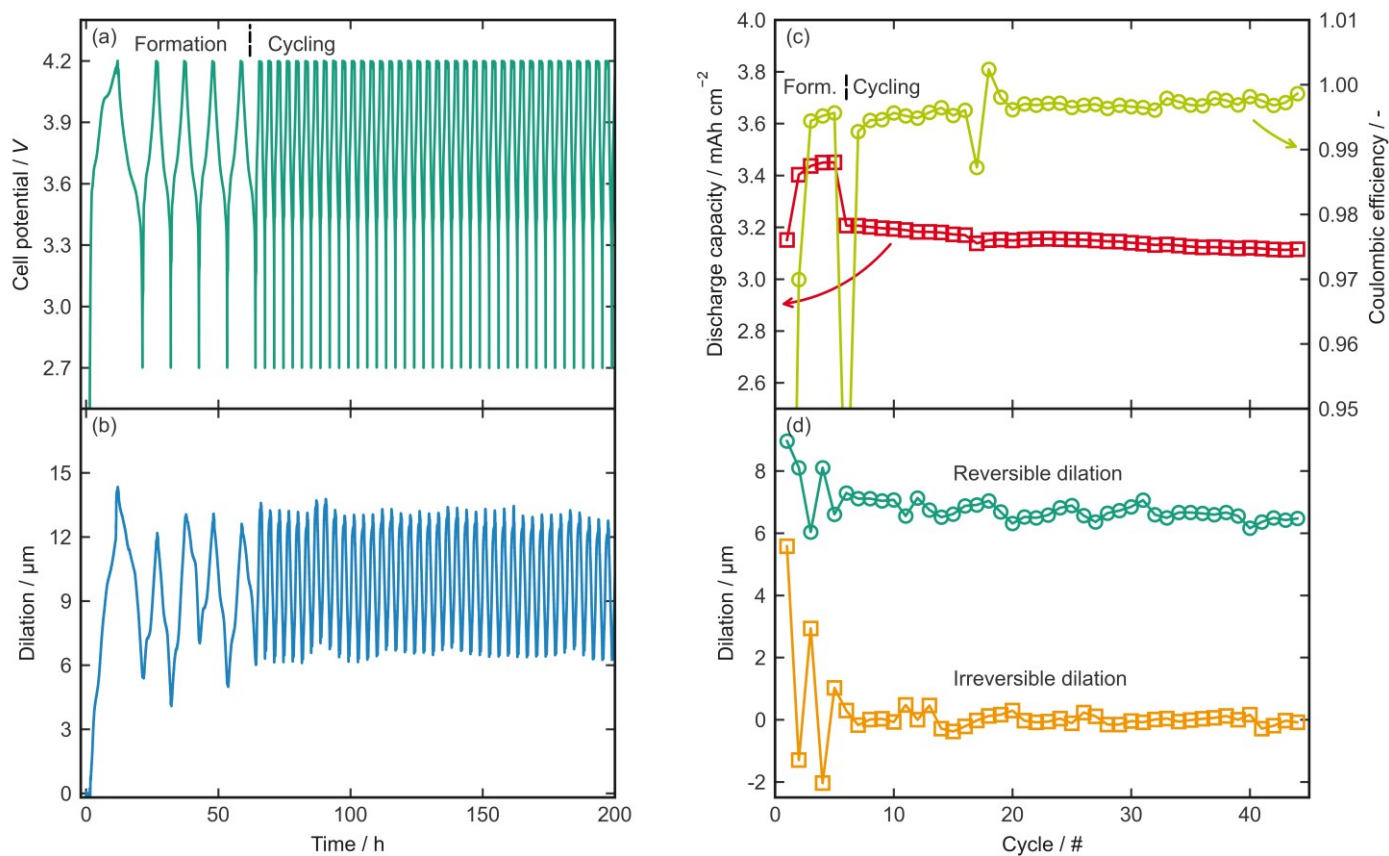 (a)
Formation
Cycling
4.2
3.9
3.6
3.3
3.0
2.7
Cell potential / V
(b)
15
12
9
6
3
0
Dilation / µm
0
50
100
150
200
Time / h
(c)
Form.
Cycling
4.0
3.8
3.6
3.4
3.2
3.0
2.8
2.6
Discharge capacity / mAh cm⁻²
1.01
1.00
0.99
0.98
0.97
0.96
0.95
Coulombic efficiency / -
(d)
Reversible dilation
Irreversible dilation
8
6
4
2
0
-2
Dilation / µm
0
10
20
30
40
Cycle / #